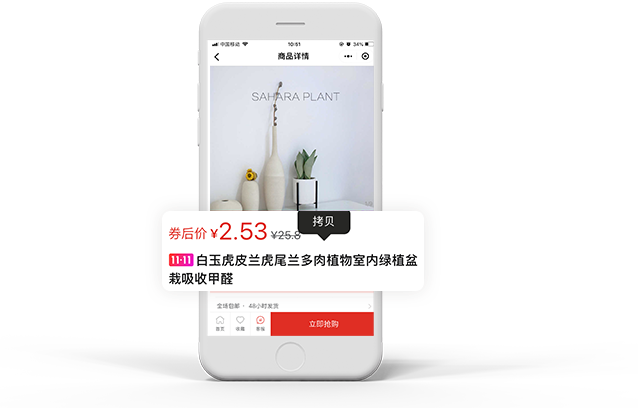 中国移动
10:51
34%
商品详情
SAHARA PLANT
拷贝
券后价 ¥2.53 ¥25.8
11·11 白玉虎皮兰虎尾兰多肉植物室内绿植盆
栽吸收甲醛
全场包邮 · 48小时发货
首页 收藏 客服 立即抢购